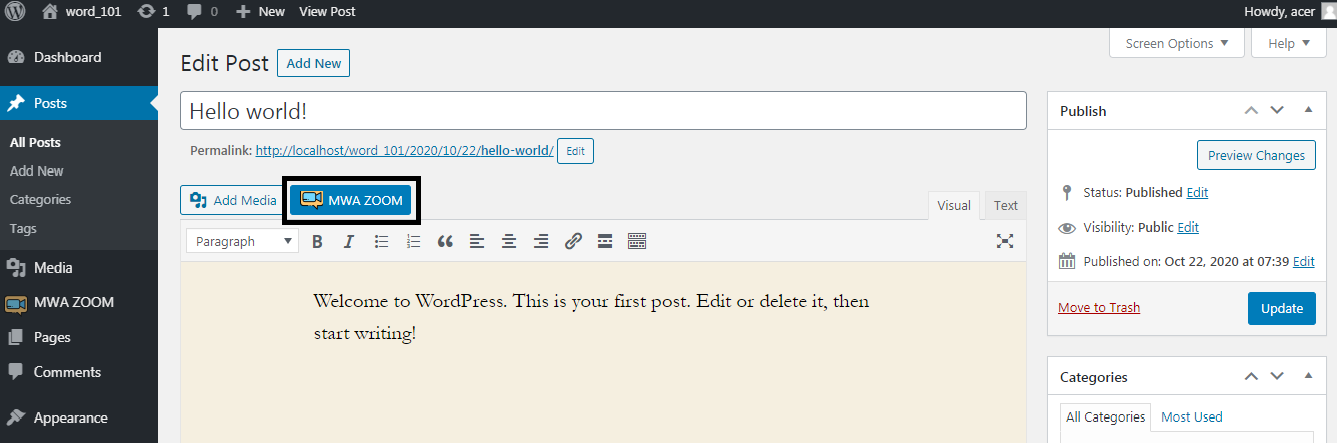 word_101 1 0 New View Post Howdy, acer
Dashboard
Posts
All Posts
Add New
Categories
Tags
Media
MWA ZOOM
Pages
Comments
Appearance
Screen Options Help
Edit Post Add New
Hello world!
Permalink: http://localhost/word_101/2020/10/22/hello-world/ Edit
Add Media MWA ZOOM Visual Text
Paragraph B I
Welcome to WordPress. This is your first post. Edit or delete it, then
start writing!
Publish
Preview Changes
Status: Published Edit
Visibility: Public Edit
Published on: Oct 22, 2020 at 07:39 Edit
Move to Trash Update
Categories
All Categories Most Used